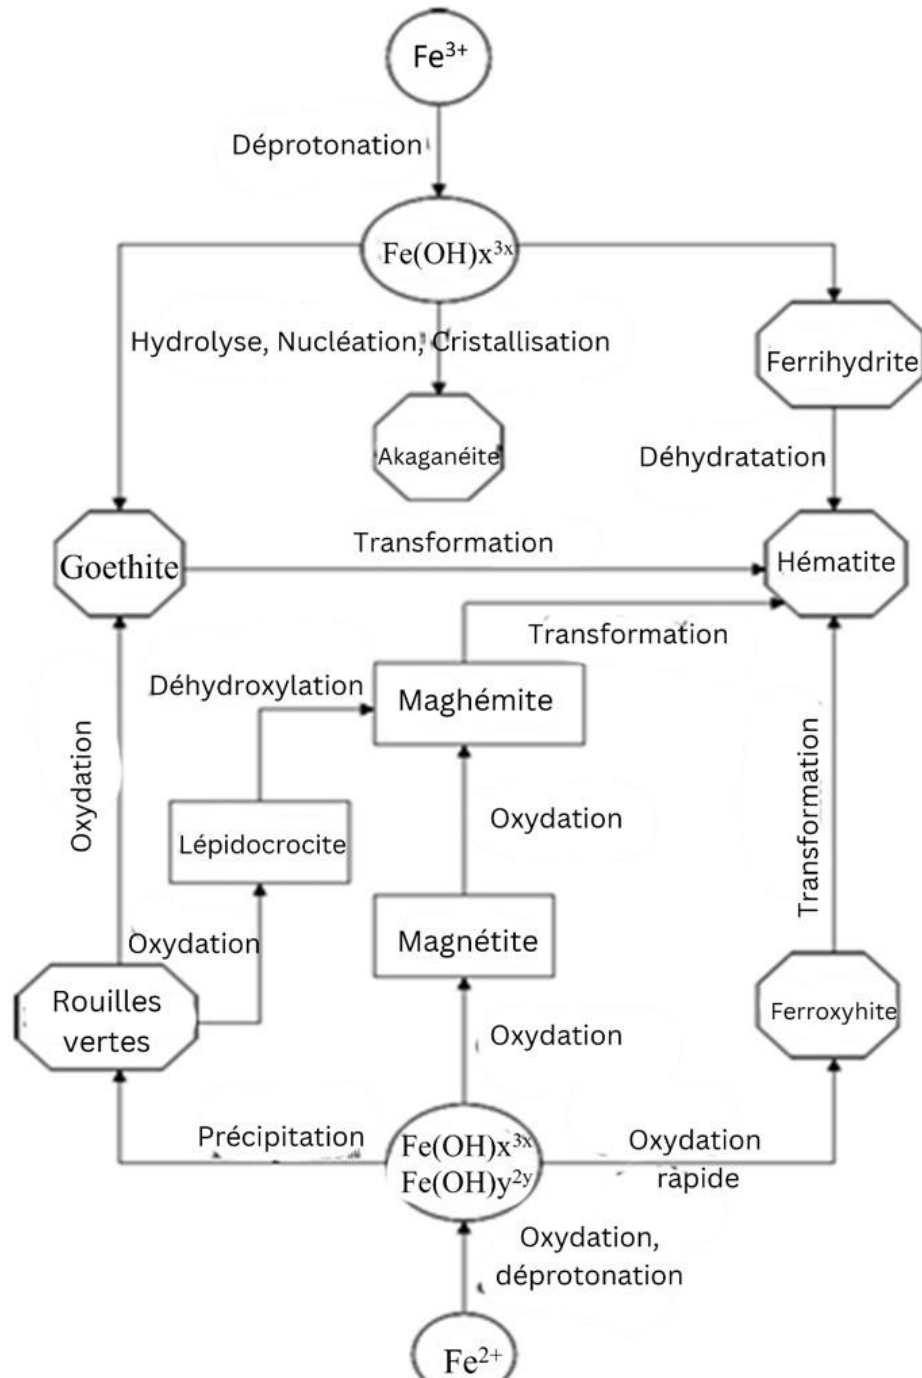 Fe³⁺
Déprotonation
Fe(OH)x³ˣ
Hydrolyse, Nucléation, Cristallisation
Ferrihydrite
Akaganéite
Déhydratation
Goethite
Transformation
Hématite
Transformation
Déhydroxylation
Maghémite
Oxydation
Transformation
Oxydation
Lépidocrocite
Oxydation
Magnétite
Rouilles
vertes
Ferroxyhite
Oxydation
Précipitation
Fe(OH)x³ˣ
Fe(OH)y²ʸ
Oxydation
rapide
Oxydation,
déprotonation
Fe²⁺